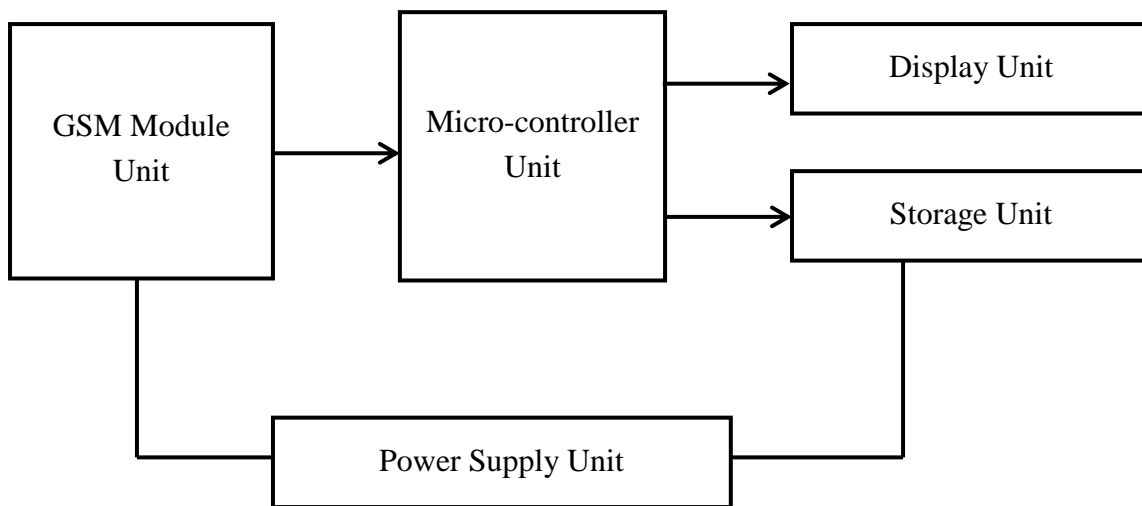 GSM Module
Unit
Micro-controller
Unit
Display Unit
Storage Unit
Power Supply Unit